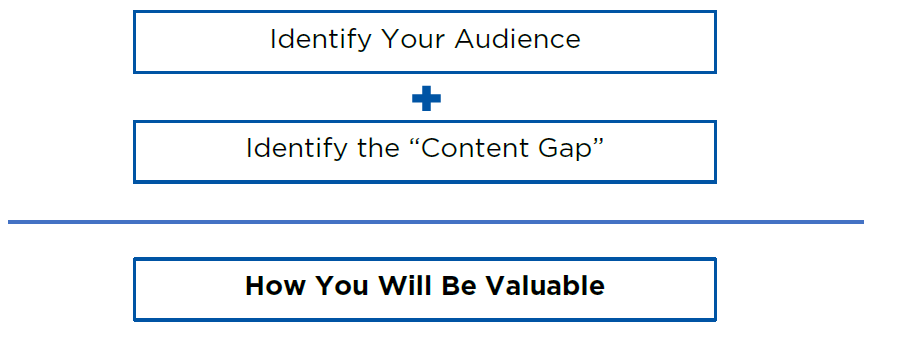 Identify Your Audience
Identify the “Content Gap”
How You Will Be Valuable